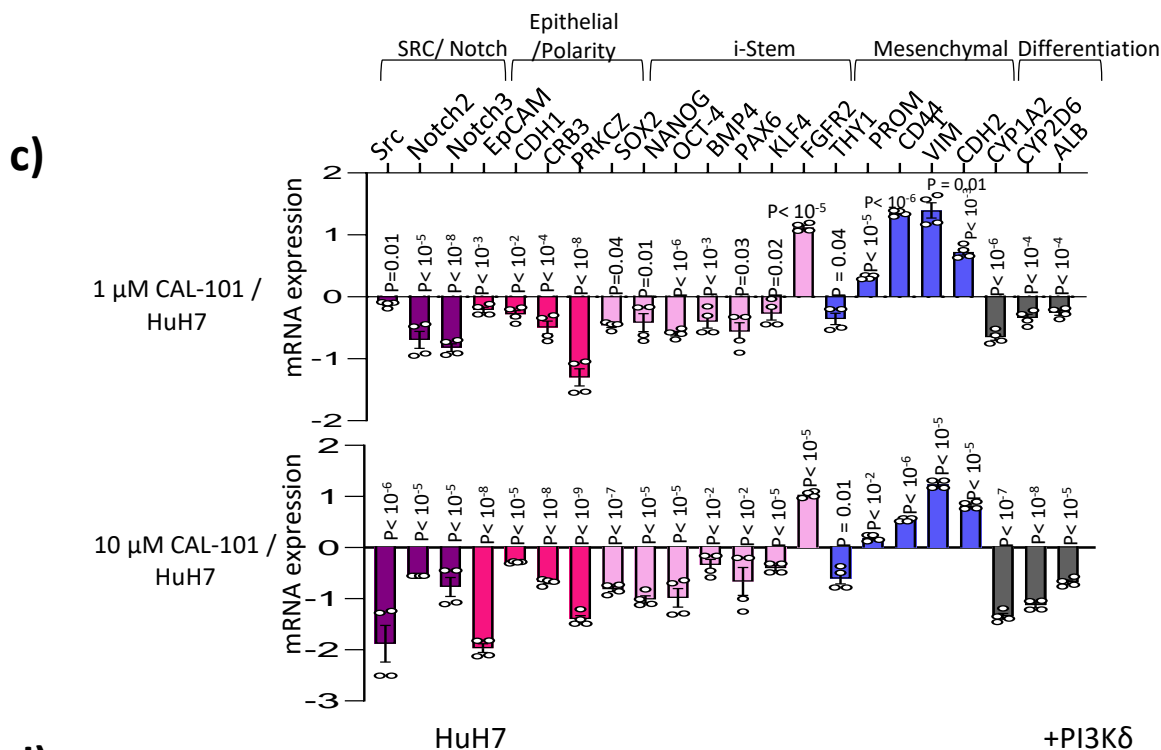 Epithelial
SRC/ Notch /Polarity i-Stem Mesenchymal Differentiation
c)
Src Notch2 Notch3 EpCAM CDH1 CRB3 PRKCZ SOX2 NANOG OCT-4 BMP4 PAX6 KLF4 FGFR2 THY1 PROM CD44 VIM CDH2 CYP1A2 CYP2D6 ALB
1 µM CAL-101 /
HuH7
mRNA expression
2
1
0
-1
-2
P=0.01 P< 10-5 P< 10-8 P< 10-3 P< 10-2 P< 10-4 P< 10-8 P=0.04 P=0.01 P< 10-6 P< 10-3 P=0.03 P=0.02 P< 10-5 P = 0.04 P< 10-5 P< 10-6 P = 0.01 P< 10-3 P< 10-6 P< 10-4 P< 10-4
10 µM CAL-101 /
HuH7
mRNA expression
2
1
0
-1
-2
-3
P< 10-6 P< 10-5 P< 10-5 P< 10-8 P< 10-5 P< 10-8 P< 10-9 P< 10-7 P< 10-5 P< 10-5 P< 10-2 P< 10-2 P< 10-5 P< 10-5 P = 0.01 P< 10-2 P< 10-6 P< 10-5 P< 10-5 P< 10-7 P< 10-8 P< 10-5
HuH7 +PI3Kδ